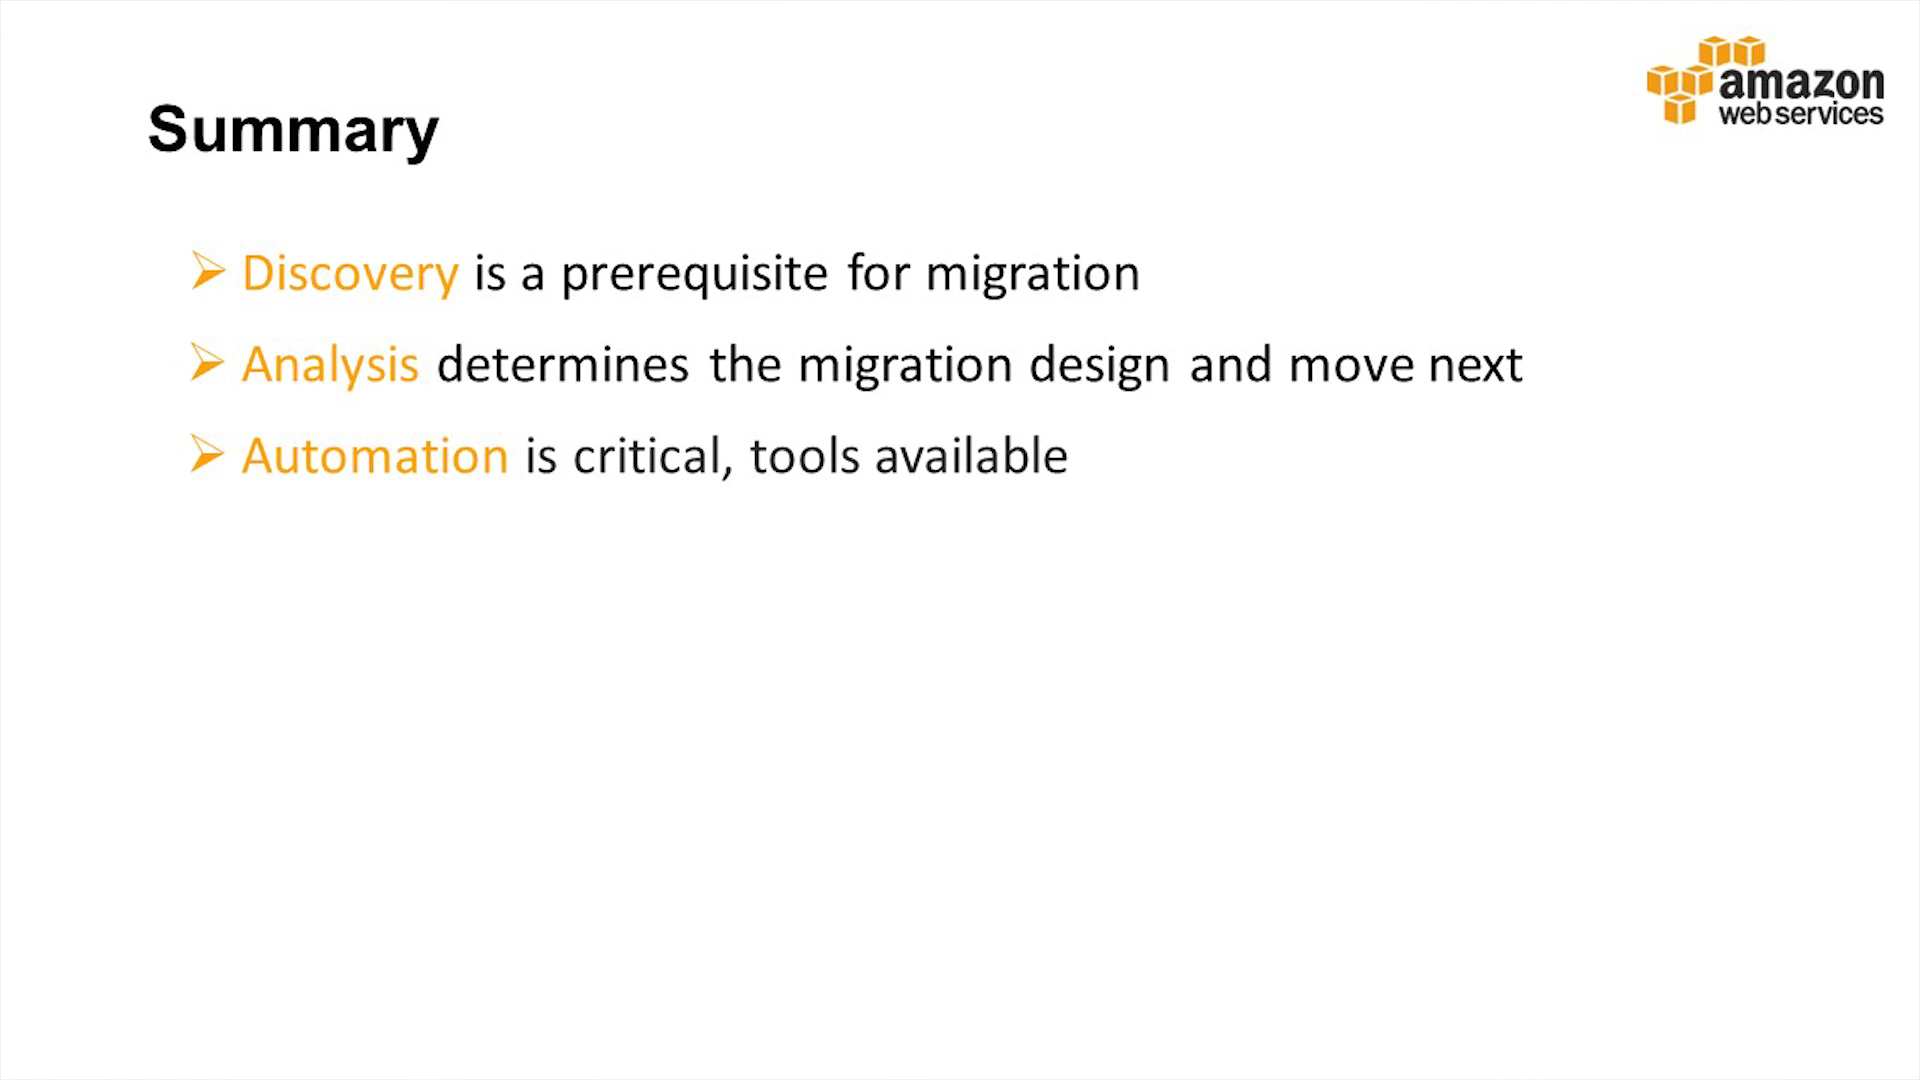 amazon
web services
Summary
Discovery is a prerequisite for migration
Analysis determines the migration design and move next
Automation is critical, tools available